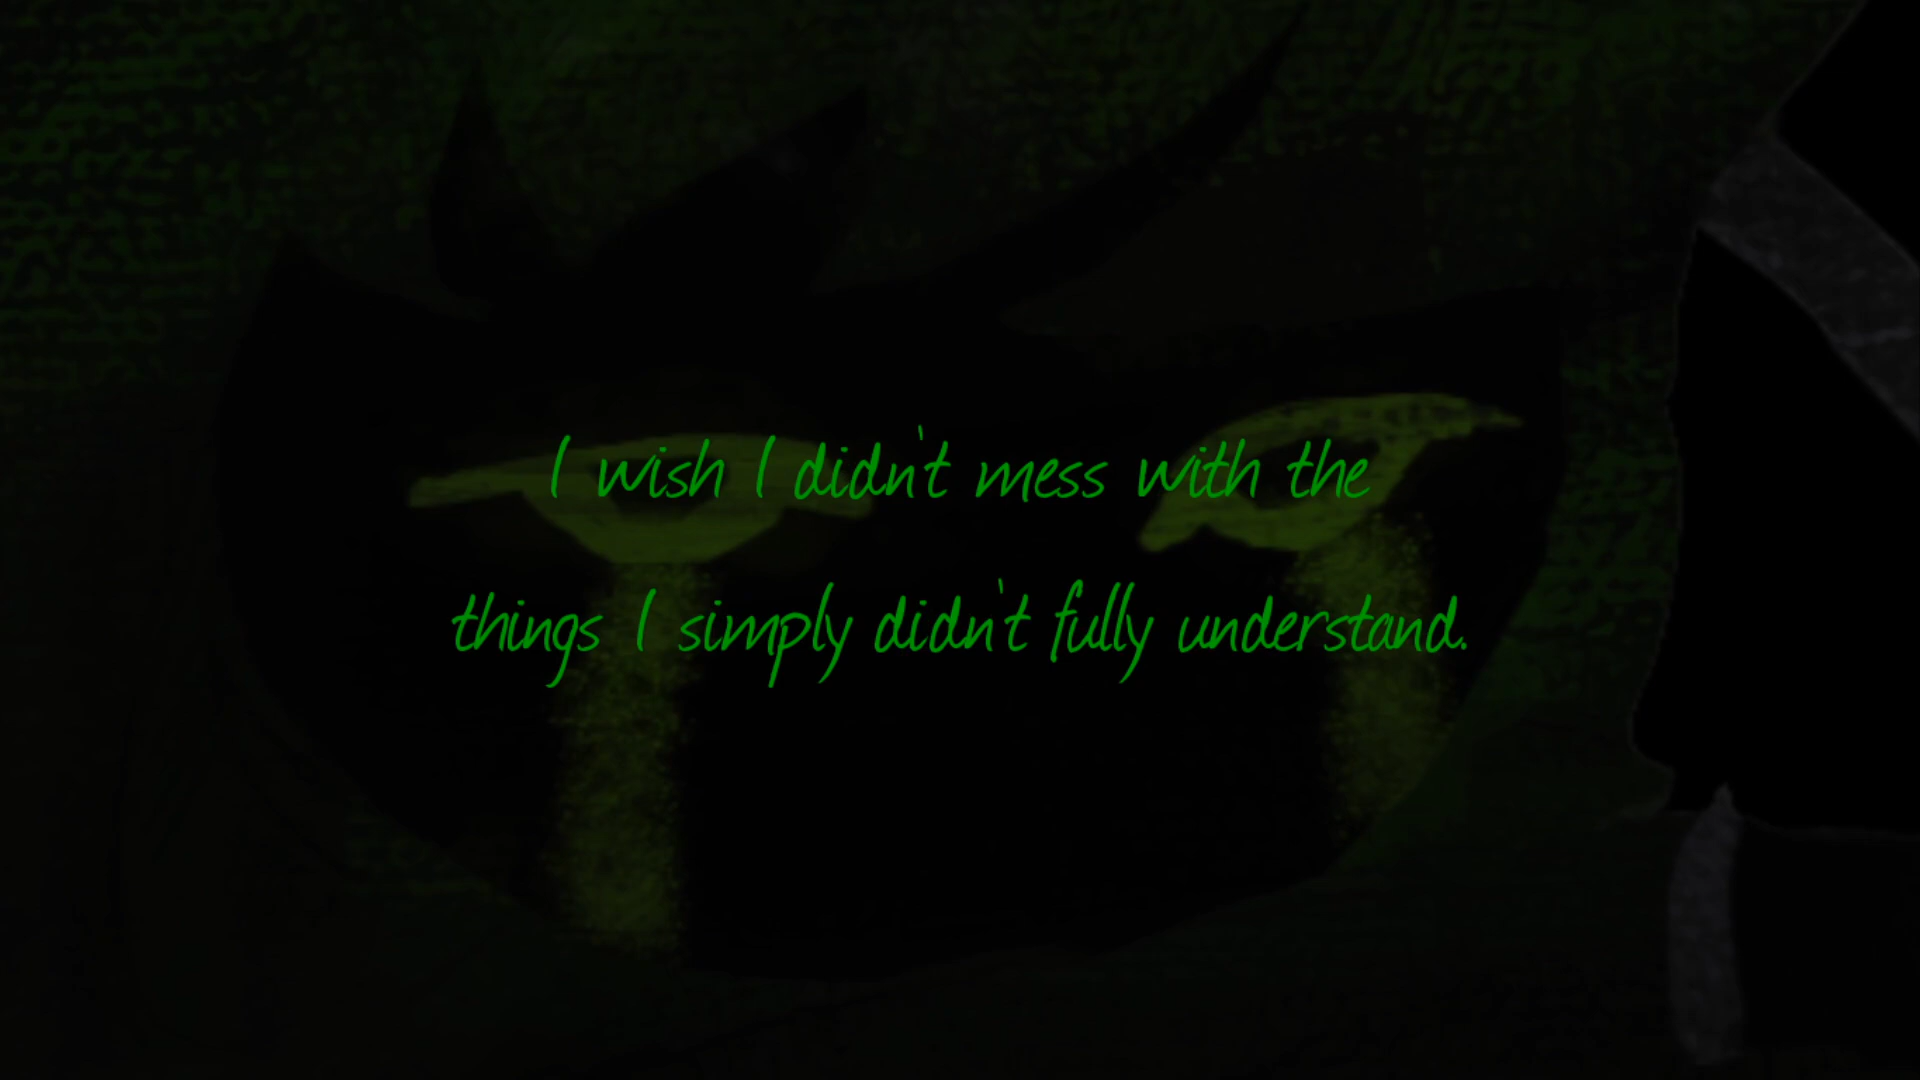 I wish I didn't mess with the
things I simply didn't fully understand.